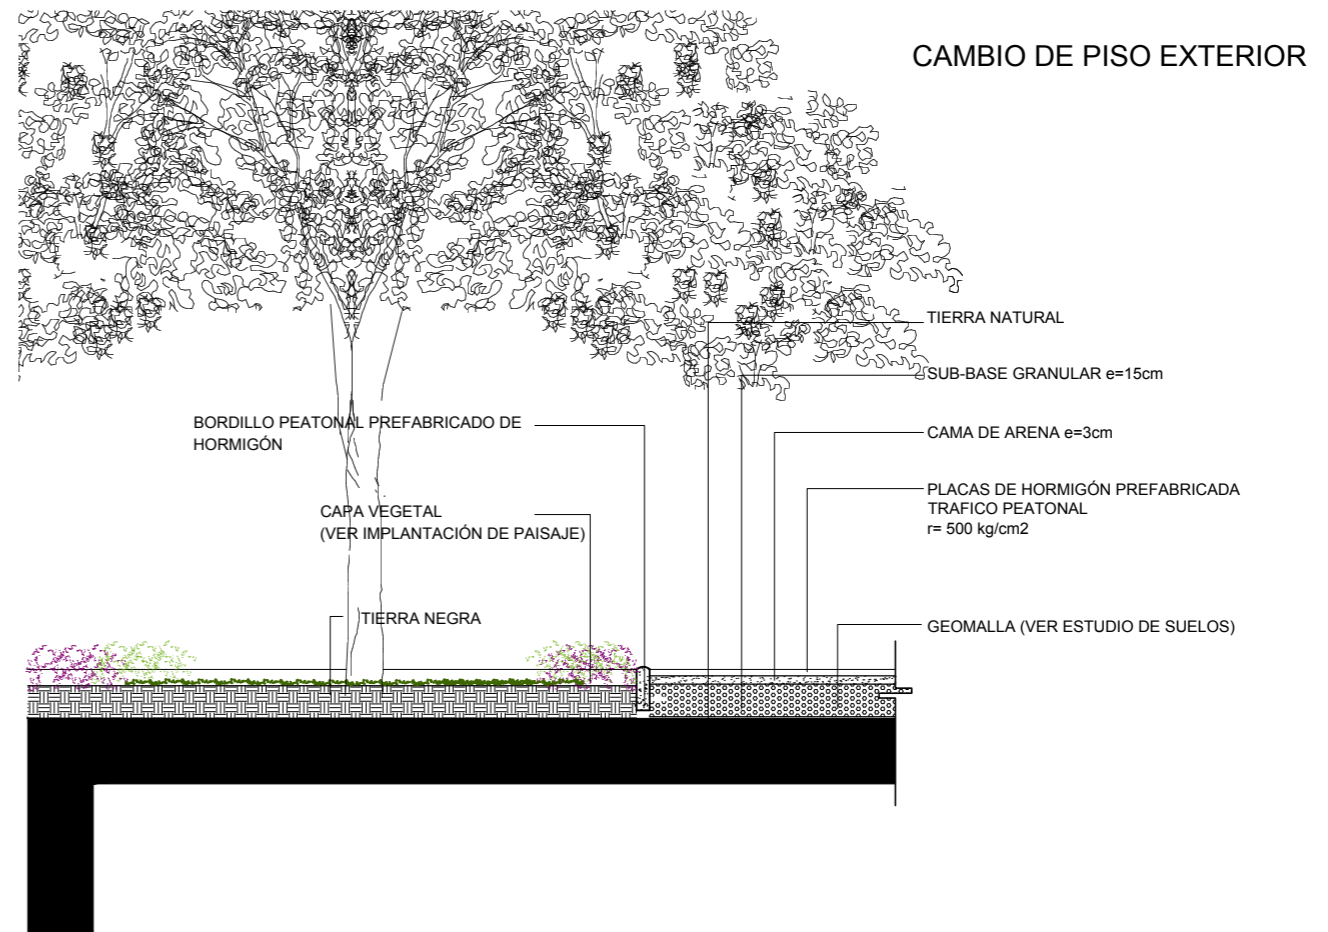 CAMBIO DE PISO EXTERIOR
TIERRA NATURAL
SUB-BASE GRANULAR e=15cm
BORDILLO PEATONAL PREFABRICADO DE
HORMIGÓN
CAMA DE ARENA e=3cm
PLACAS DE HORMIGÓN PREFABRICADA
TRAFICO PEATONAL
r= 500 kg/cm2
CAPA VEGETAL
(VER IMPLANTACIÓN DE PAISAJE)
TIERRA NEGRA
GEOMALLA (VER ESTUDIO DE SUELOS)